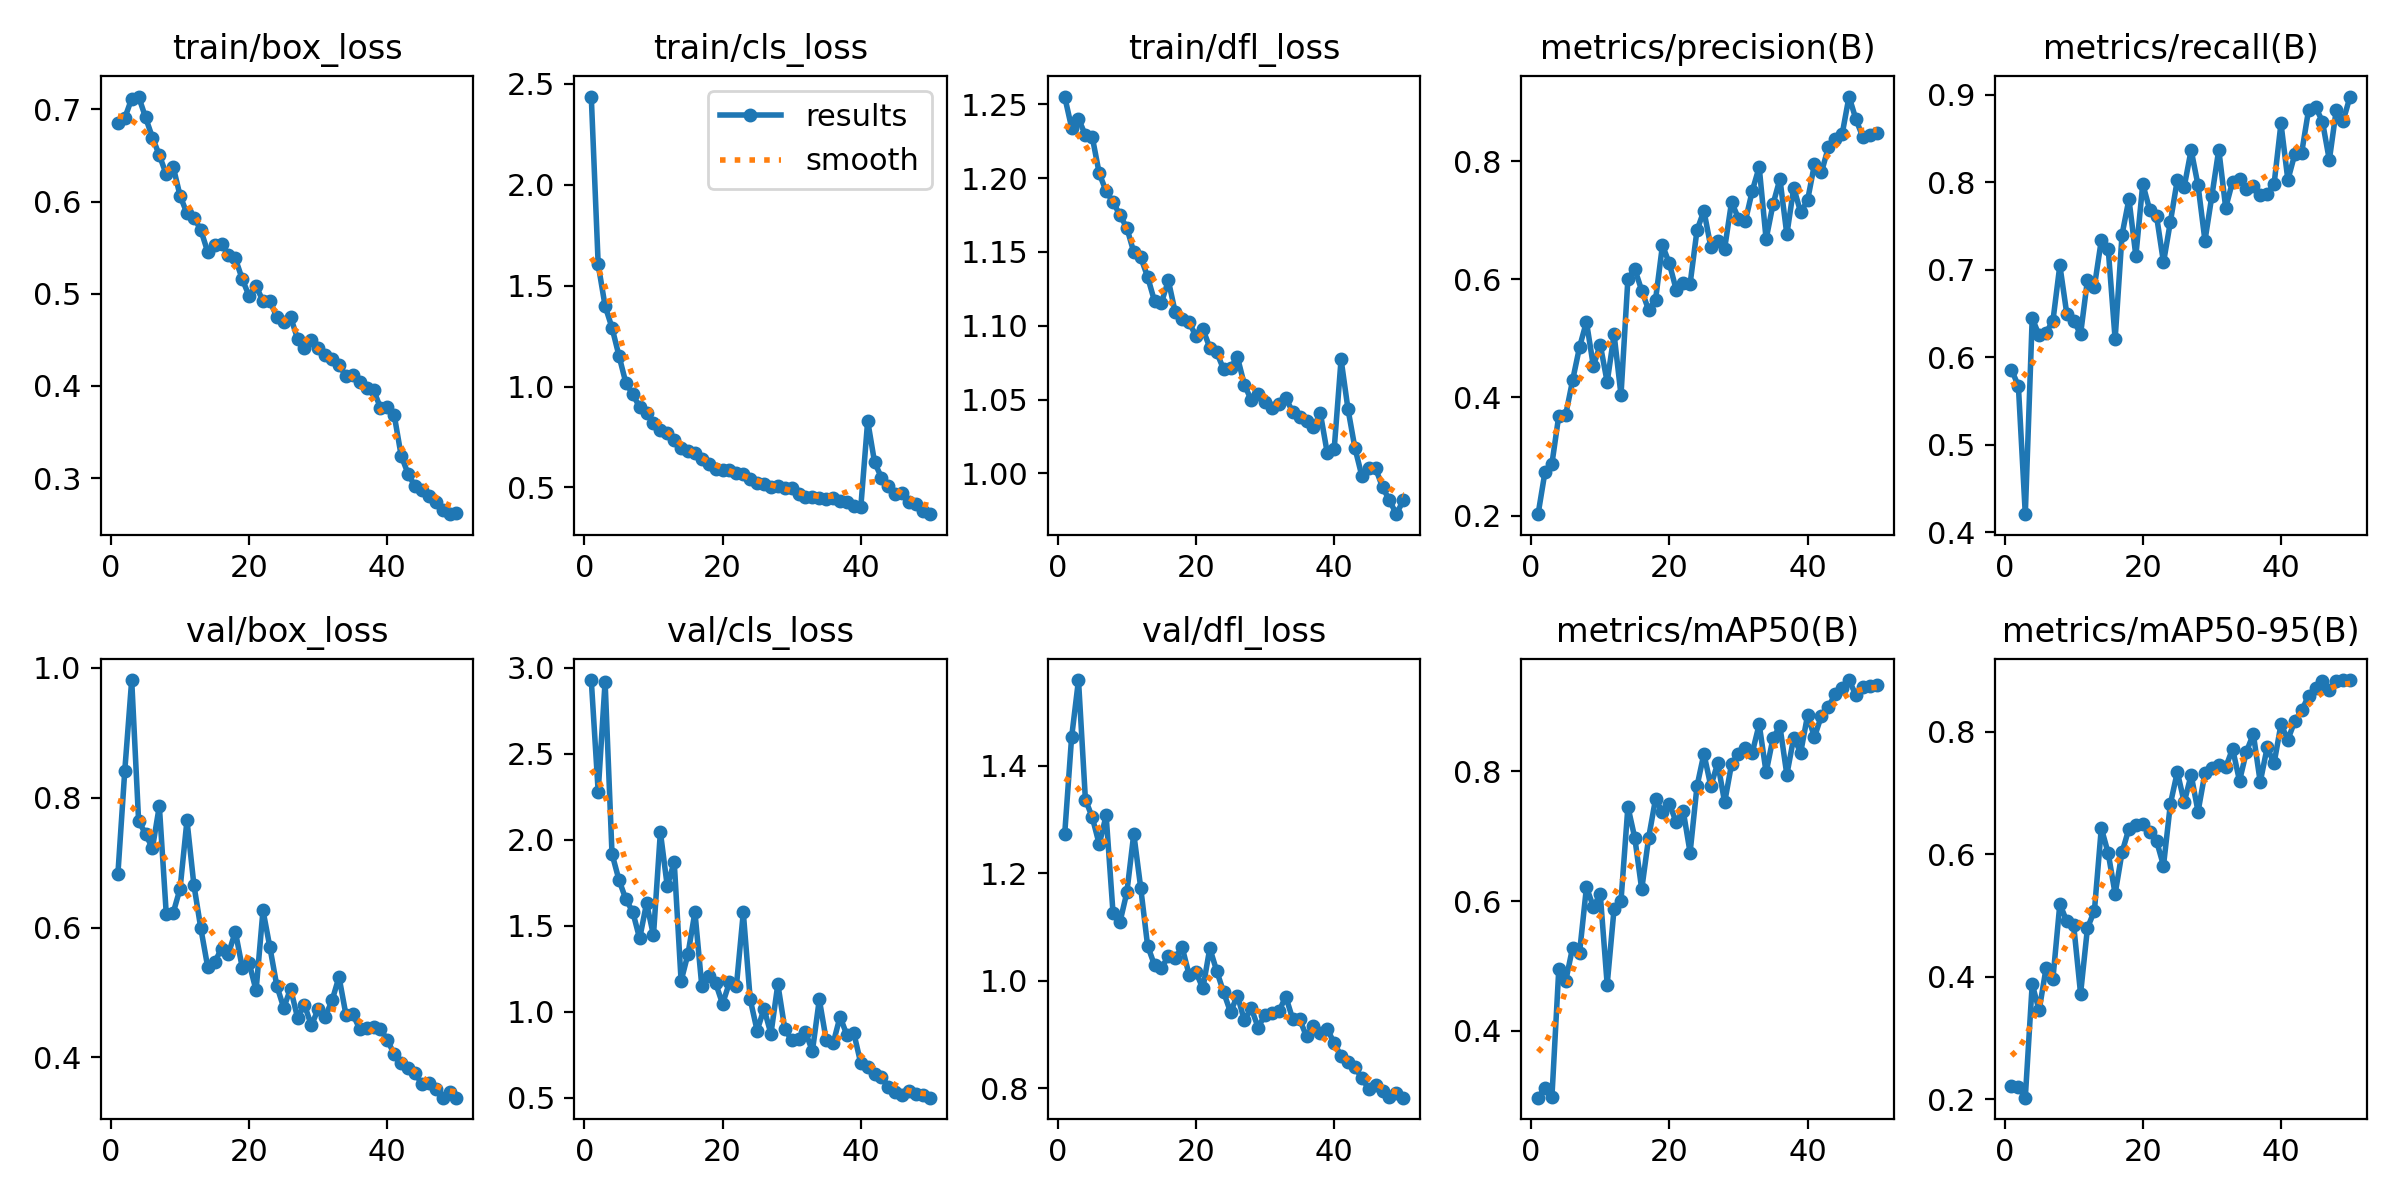 train/box_loss
0.7
0.6
0.5
0.4
0.3
0 20 40
train/cls_loss
results
smooth
2.5
2.0
1.5
1.0
0.5
0 20 40
train/dfl_loss
1.25
1.20
1.15
1.10
1.05
1.00
0 20 40
metrics/precision(B)
0.8
0.6
0.4
0.2
0 20 40
metrics/recall(B)
0.9
0.8
0.7
0.6
0.5
0.4
0 20 40
val/box_loss
1.0
0.8
0.6
0.4
0 20 40
val/cls_loss
3.0
2.5
2.0
1.5
1.0
0.5
0 20 40
val/dfl_loss
1.4
1.2
1.0
0.8
0 20 40
metrics/mAP50(B)
0.8
0.6
0.4
0 20 40
metrics/mAP50-95(B)
0.8
0.6
0.4
0.2
0 20 40